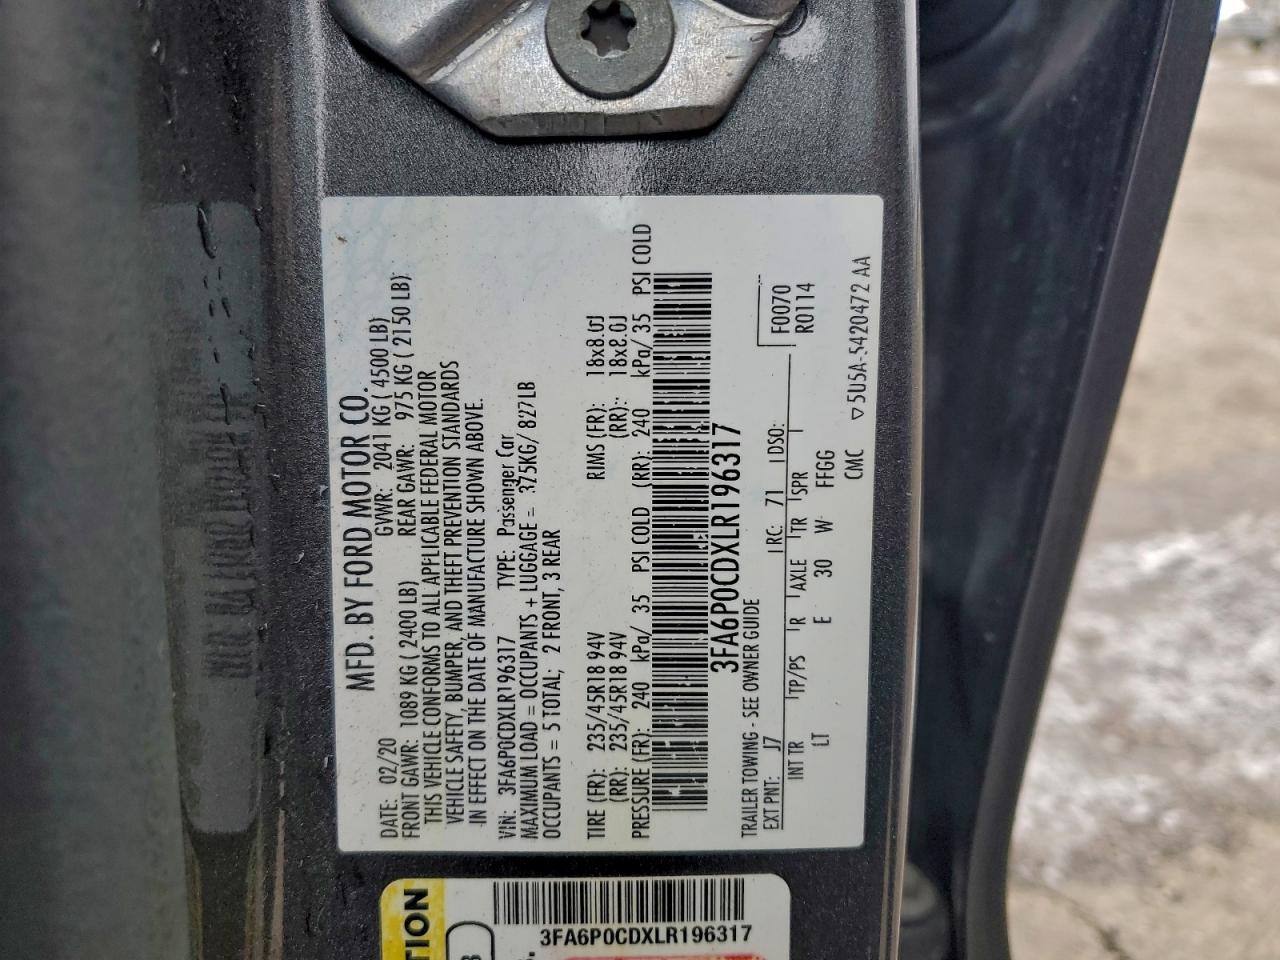 MFD. BY FORD MOTOR CO.
DATE: 02/20 GVWR: 2041 KG ( 4500 LB)
FRONT GAWR: 1089 KG ( 2400 LB) REAR GAWR: 975 KG ( 2150 LB)
THIS VEHICLE CONFORMS TO ALL APPLICABLE FEDERAL MOTOR
VEHICLE SAFETY, BUMPER, AND THEFT PREVENTION STANDARDS
IN EFFECT ON THE DATE OF MANUFACTURE SHOWN ABOVE.
VIN: 3FA6P0CDXLR196317 TYPE: Passenger Car
MAXIMUM LOAD = OCCUPANTS + LUGGAGE = 375KG/ 827LB
OCCUPANTS = 5 TOTAL; 2 FRONT, 3 REAR
TIRE (FR): 235/45R18 94V RIMS (FR): 18x8.0J
(RR): 235/45R18 94V (RR): 18x8.0J
PRESSURE (FR): 240 kPa/ 35 PSI COLD (RR): 240 kPa/ 35 PSI COLD
3FA6P0CDXLR196317
TRAILER TOWING - SEE OWNER GUIDE F0070
EXT PNT: J7 RC: 71 DSO: R0114
INT TR TP/PS R AXLE TR SPR
LT E 30 W FFGG
CMC ▽5U5A-5420472 AA
TION
3FA6P0CDXLR196317